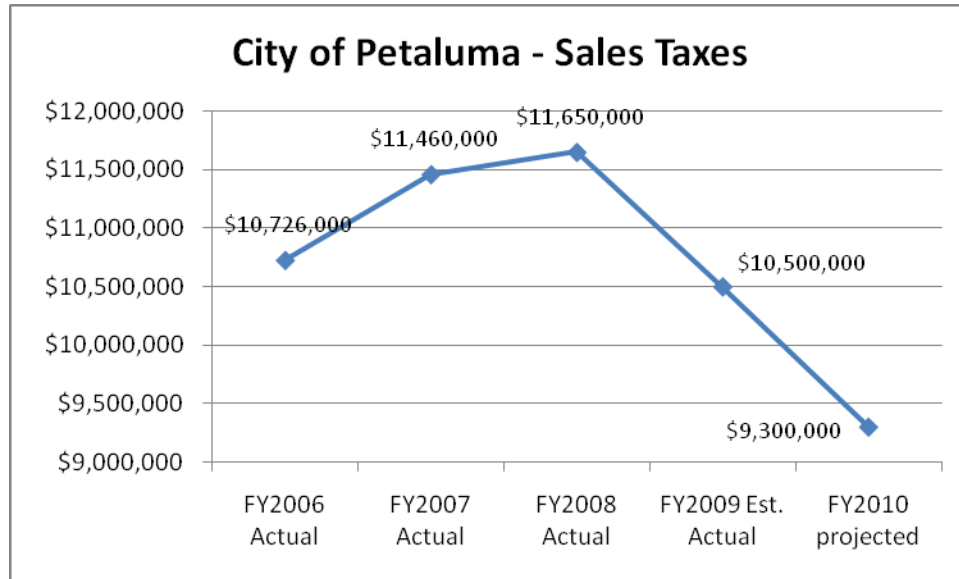 City of Petaluma - Sales Taxes
$12,000,000
$11,500,000
$11,000,000
$10,500,000
$10,000,000
$9,500,000
$9,000,000
$10,726,000
$11,460,000
$11,650,000
$10,500,000
$9,300,000
FY2006 Actual
FY2007 Actual
FY2008 Actual
FY2009 Est. Actual
FY2010 projected